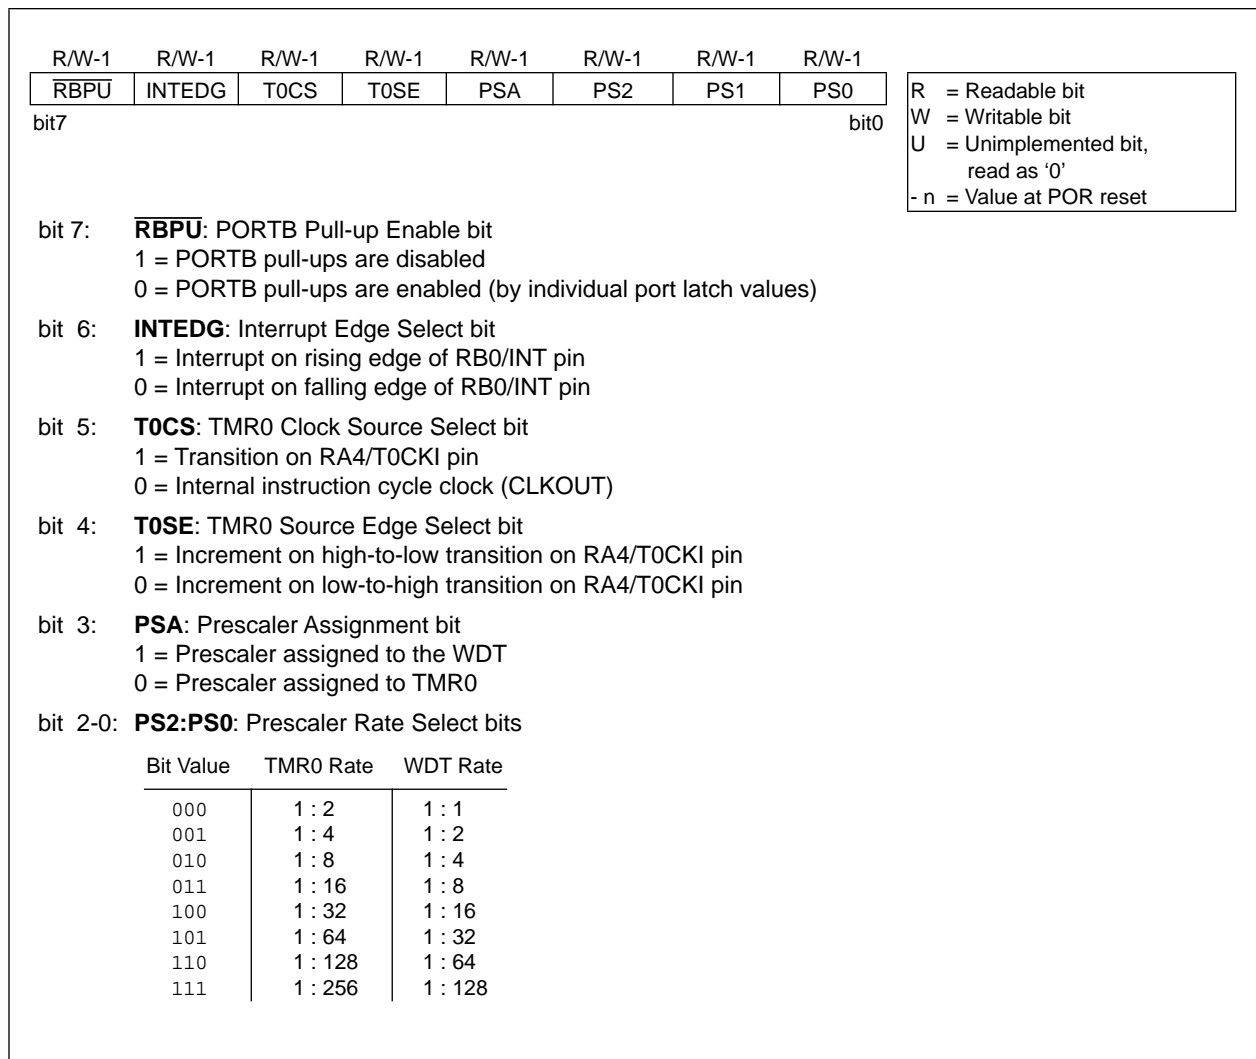 R/W-1 R/W-1 R/W-1 R/W-1 R/W-1 R/W-1 R/W-1 R/W-1
RBPU INTEDG T0CS T0SE PSA PS2 PS1 PS0
bit7 bit0
R = Readable bit
W = Writable bit
U = Unimplemented bit,
read as ‘0’
- n = Value at POR reset
bit 7: RBPU: PORTB Pull-up Enable bit
1 = PORTB pull-ups are disabled
0 = PORTB pull-ups are enabled (by individual port latch values)
bit 6: INTEDG: Interrupt Edge Select bit
1 = Interrupt on rising edge of RB0/INT pin
0 = Interrupt on falling edge of RB0/INT pin
bit 5: T0CS: TMR0 Clock Source Select bit
1 = Transition on RA4/T0CKI pin
0 = Internal instruction cycle clock (CLKOUT)
bit 4: T0SE: TMR0 Source Edge Select bit
1 = Increment on high-to-low transition on RA4/T0CKI pin
0 = Increment on low-to-high transition on RA4/T0CKI pin
bit 3: PSA: Prescaler Assignment bit
1 = Prescaler assigned to the WDT
0 = Prescaler assigned to TMR0
bit 2-0: PS2:PS0: Prescaler Rate Select bits
Bit Value TMR0 Rate WDT Rate
000 1 : 2 1 : 1
001 1 : 4 1 : 2
010 1 : 8 1 : 4
011 1 : 16 1 : 8
100 1 : 32 1 : 16
101 1 : 64 1 : 32
110 1 : 128 1 : 64
111 1 : 256 1 : 128